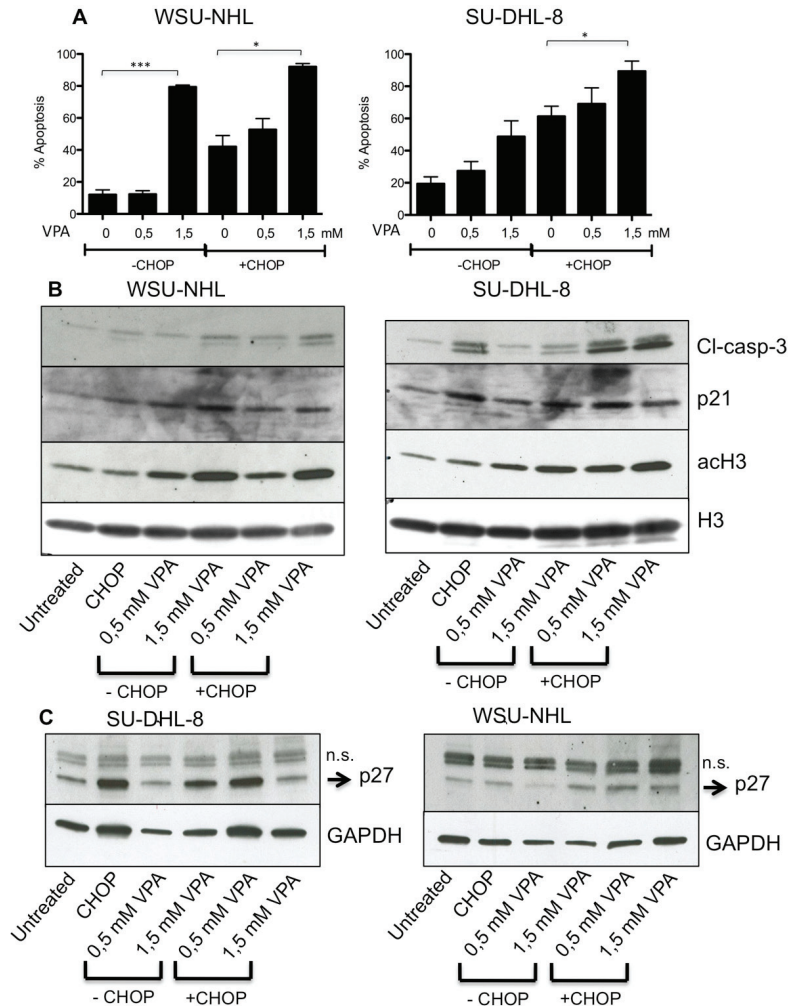 A
WSU-NHL
SU-DHL-8
% Apoptosis
100
80
60
40
20
0
***
*
VPA
0
0,5
1,5
0
0,5
1,5
mM
-CHOP
+CHOP
% Apoptosis
100
80
60
40
20
0
*
VPA
0
0,5
1,5
0
0,5
1,5
mM
-CHOP
+CHOP
B
WSU-NHL
SU-DHL-8
Cl-casp-3
p21
acH3
H3
Untreated
CHOP
0,5 mM VPA
1,5 mM VPA
0,5 mM VPA
1,5 mM VPA
- CHOP
+CHOP
Untreated
CHOP
0,5 mM VPA
1,5 mM VPA
0,5 mM VPA
1,5 mM VPA
- CHOP
+CHOP
C
SU-DHL-8
WSU-NHL
n.s.
p27
GAPDH
n.s.
p27
GAPDH
Untreated
CHOP
0,5 mM VPA
1,5 mM VPA
0,5 mM VPA
1,5 mM VPA
- CHOP
+CHOP
Untreated
CHOP
0,5 mM VPA
1,5 mM VPA
0,5 mM VPA
1,5 mM VPA
- CHOP
+CHOP